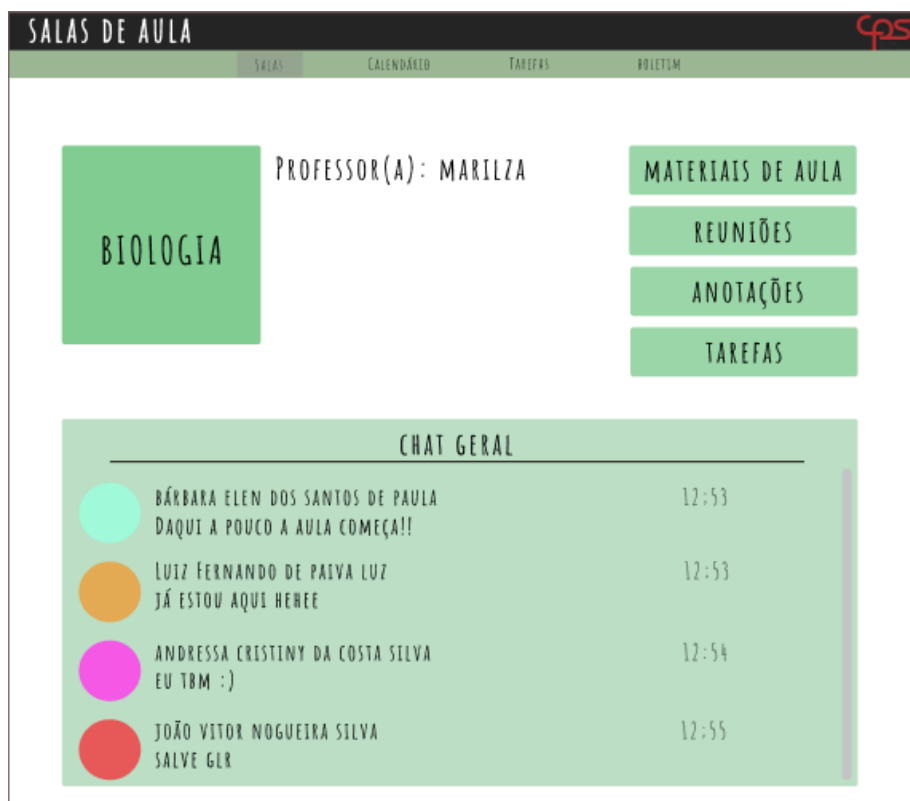 SALAS DE AULA
cps
SALAS CALENDÁRIO TAREFAS BOLETIM
PROFESSOR(A): MARILZA
BIOLOGIA
MATERIAIS DE AULA
REUNIÕES
ANOTAÇÕES
TAREFAS
CHAT GERAL
BÁRBARA ELEN DOS SANTOS DE PAULA 12:53
DAQUI A POUCO A AULA COMEÇA!!
LUIZ FERNANDO DE PAIVA LUZ 12:53
JÁ ESTOU AQUI HEHEE
ANDRESSA CRISTINY DA COSTA SILVA 12:54
EU TBM :)
JOÃO VITOR NOGUEIRA SILVA 12:55
SALVE GLR